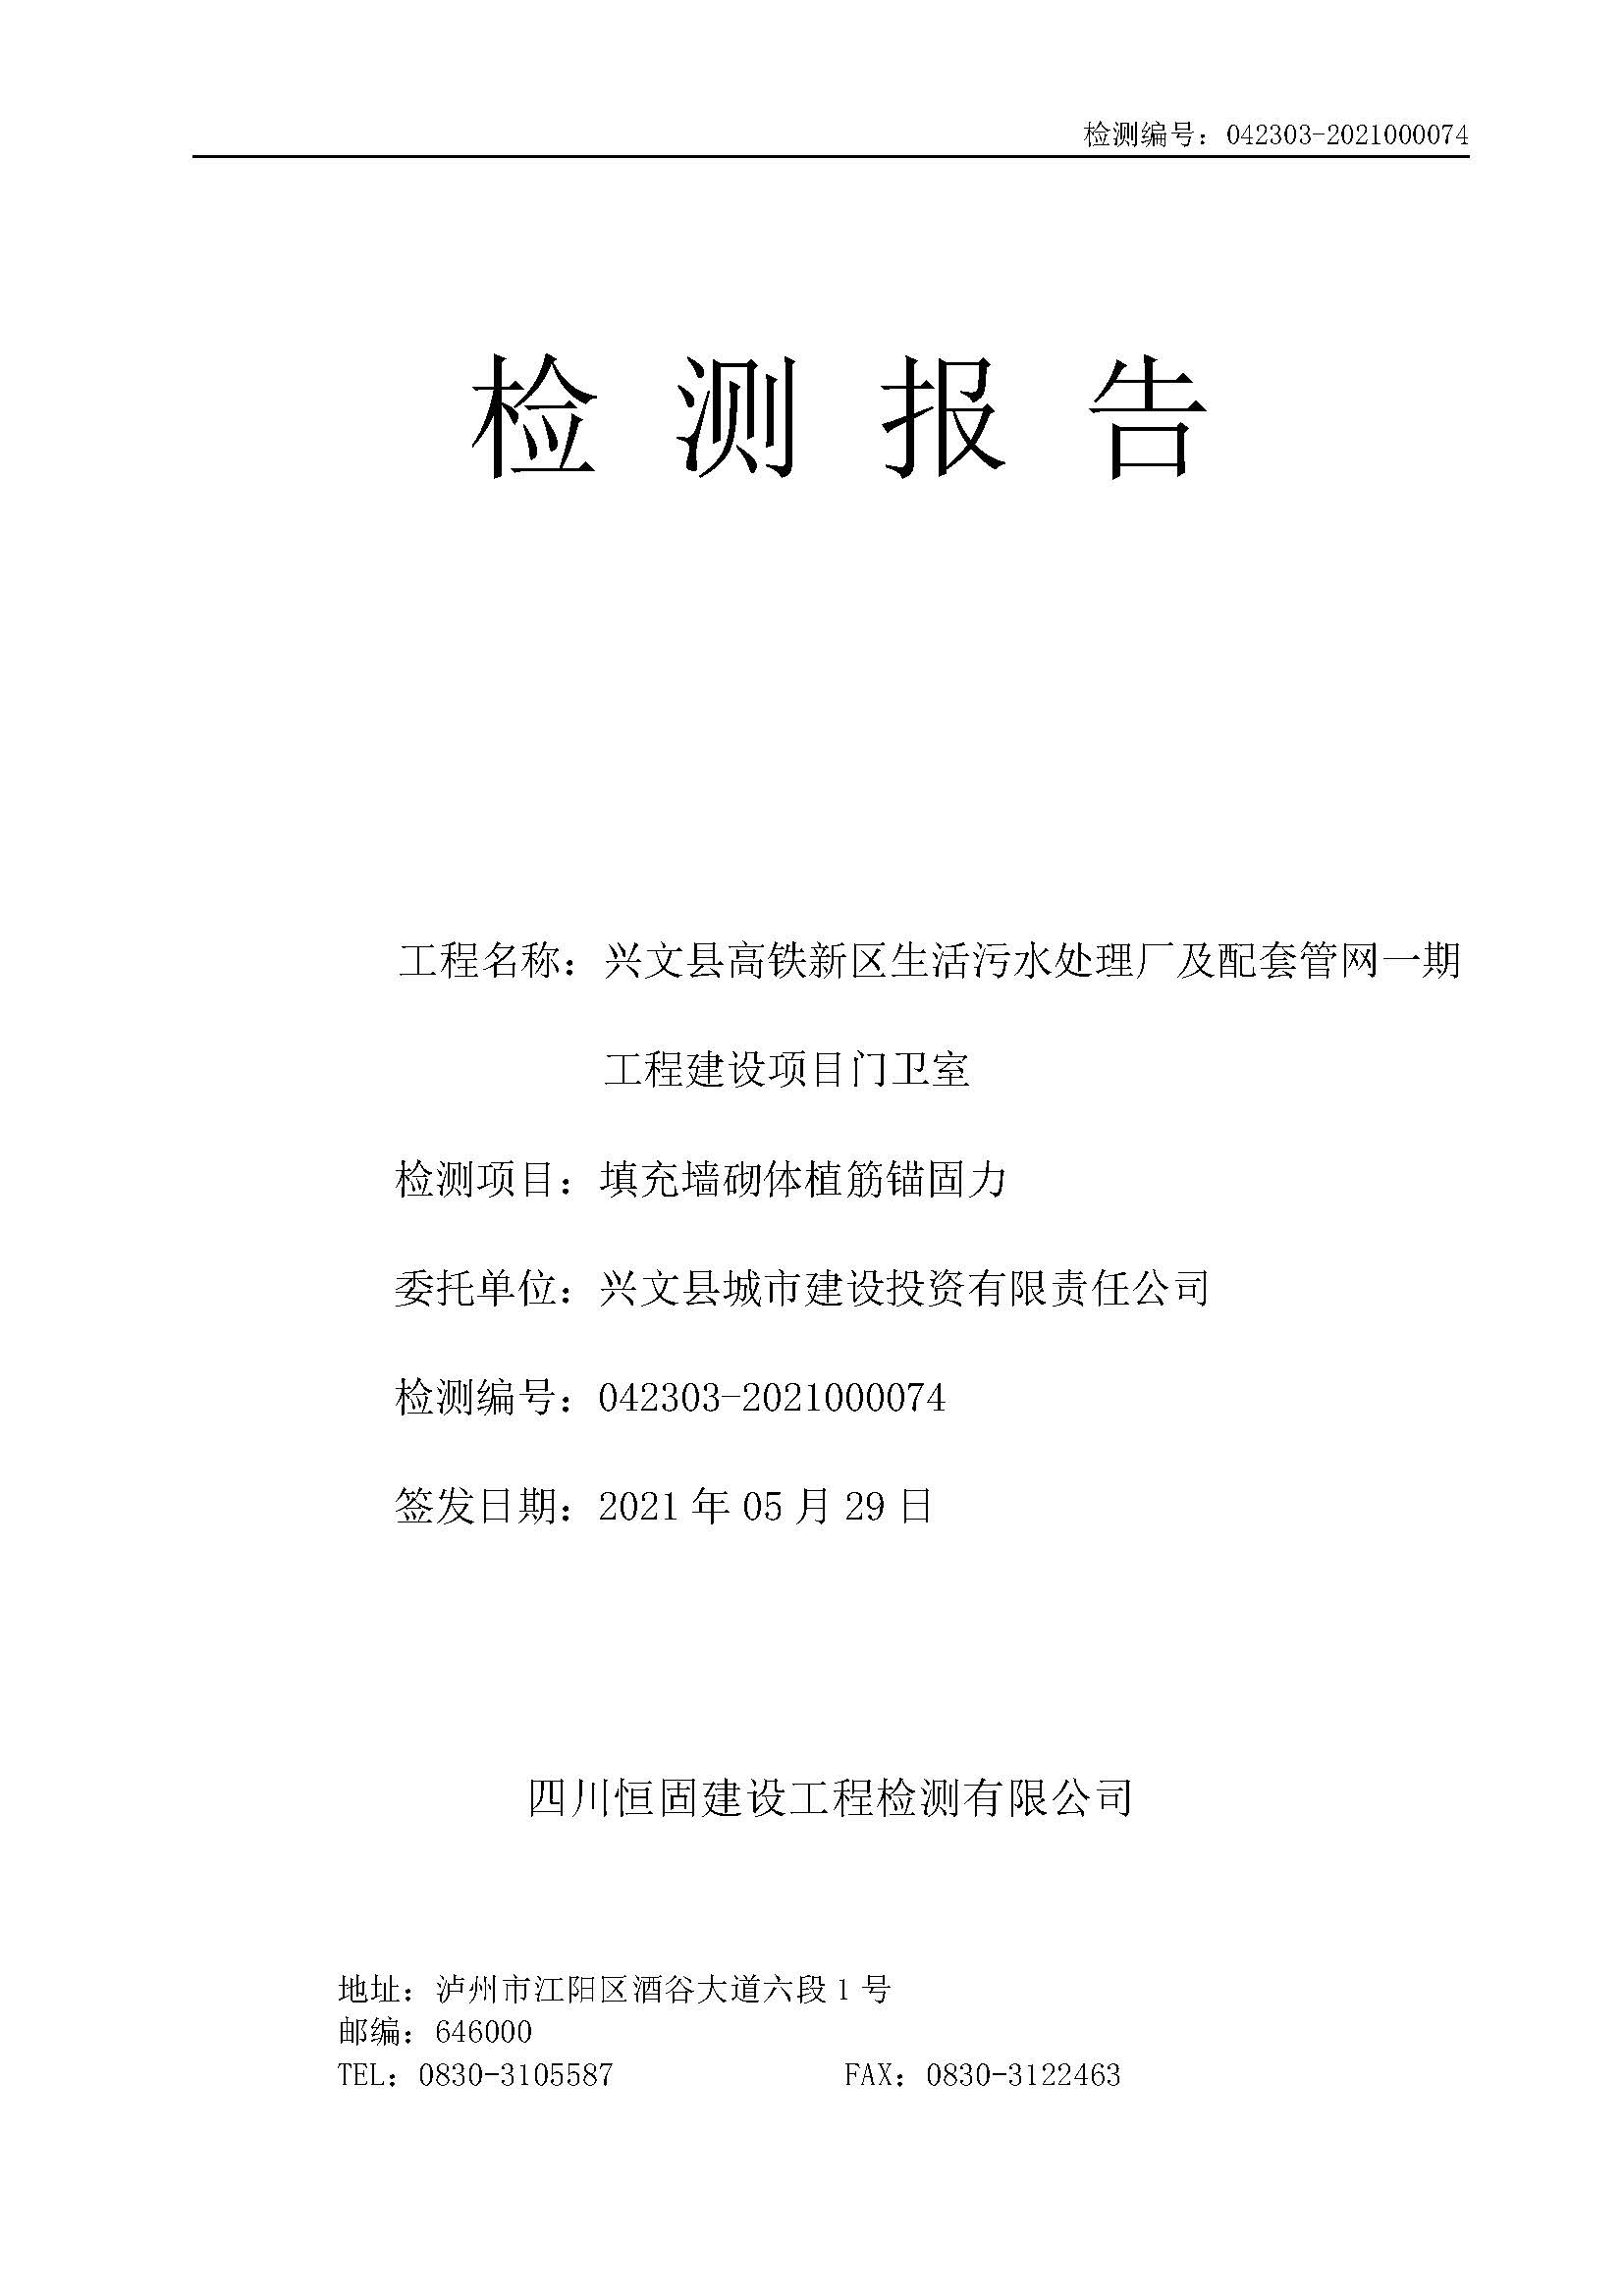 检测编号：042303-2021000074
检 测 报 告
工程名称：兴文县高铁新区生活污水处理厂及配套管网一期
工程建设项目门卫室
检测项目：填充墙砌体植筋锚固力
委托单位：兴文县城市建设投资有限责任公司
检测编号：042303-2021000074
签发日期：2021 年 05 月 29 日
四川恒固建设工程检测有限公司
地址：泸州市江阳区酒谷大道六段 1 号
邮编：646000
TEL：0830-3105587 FAX：0830-3122463